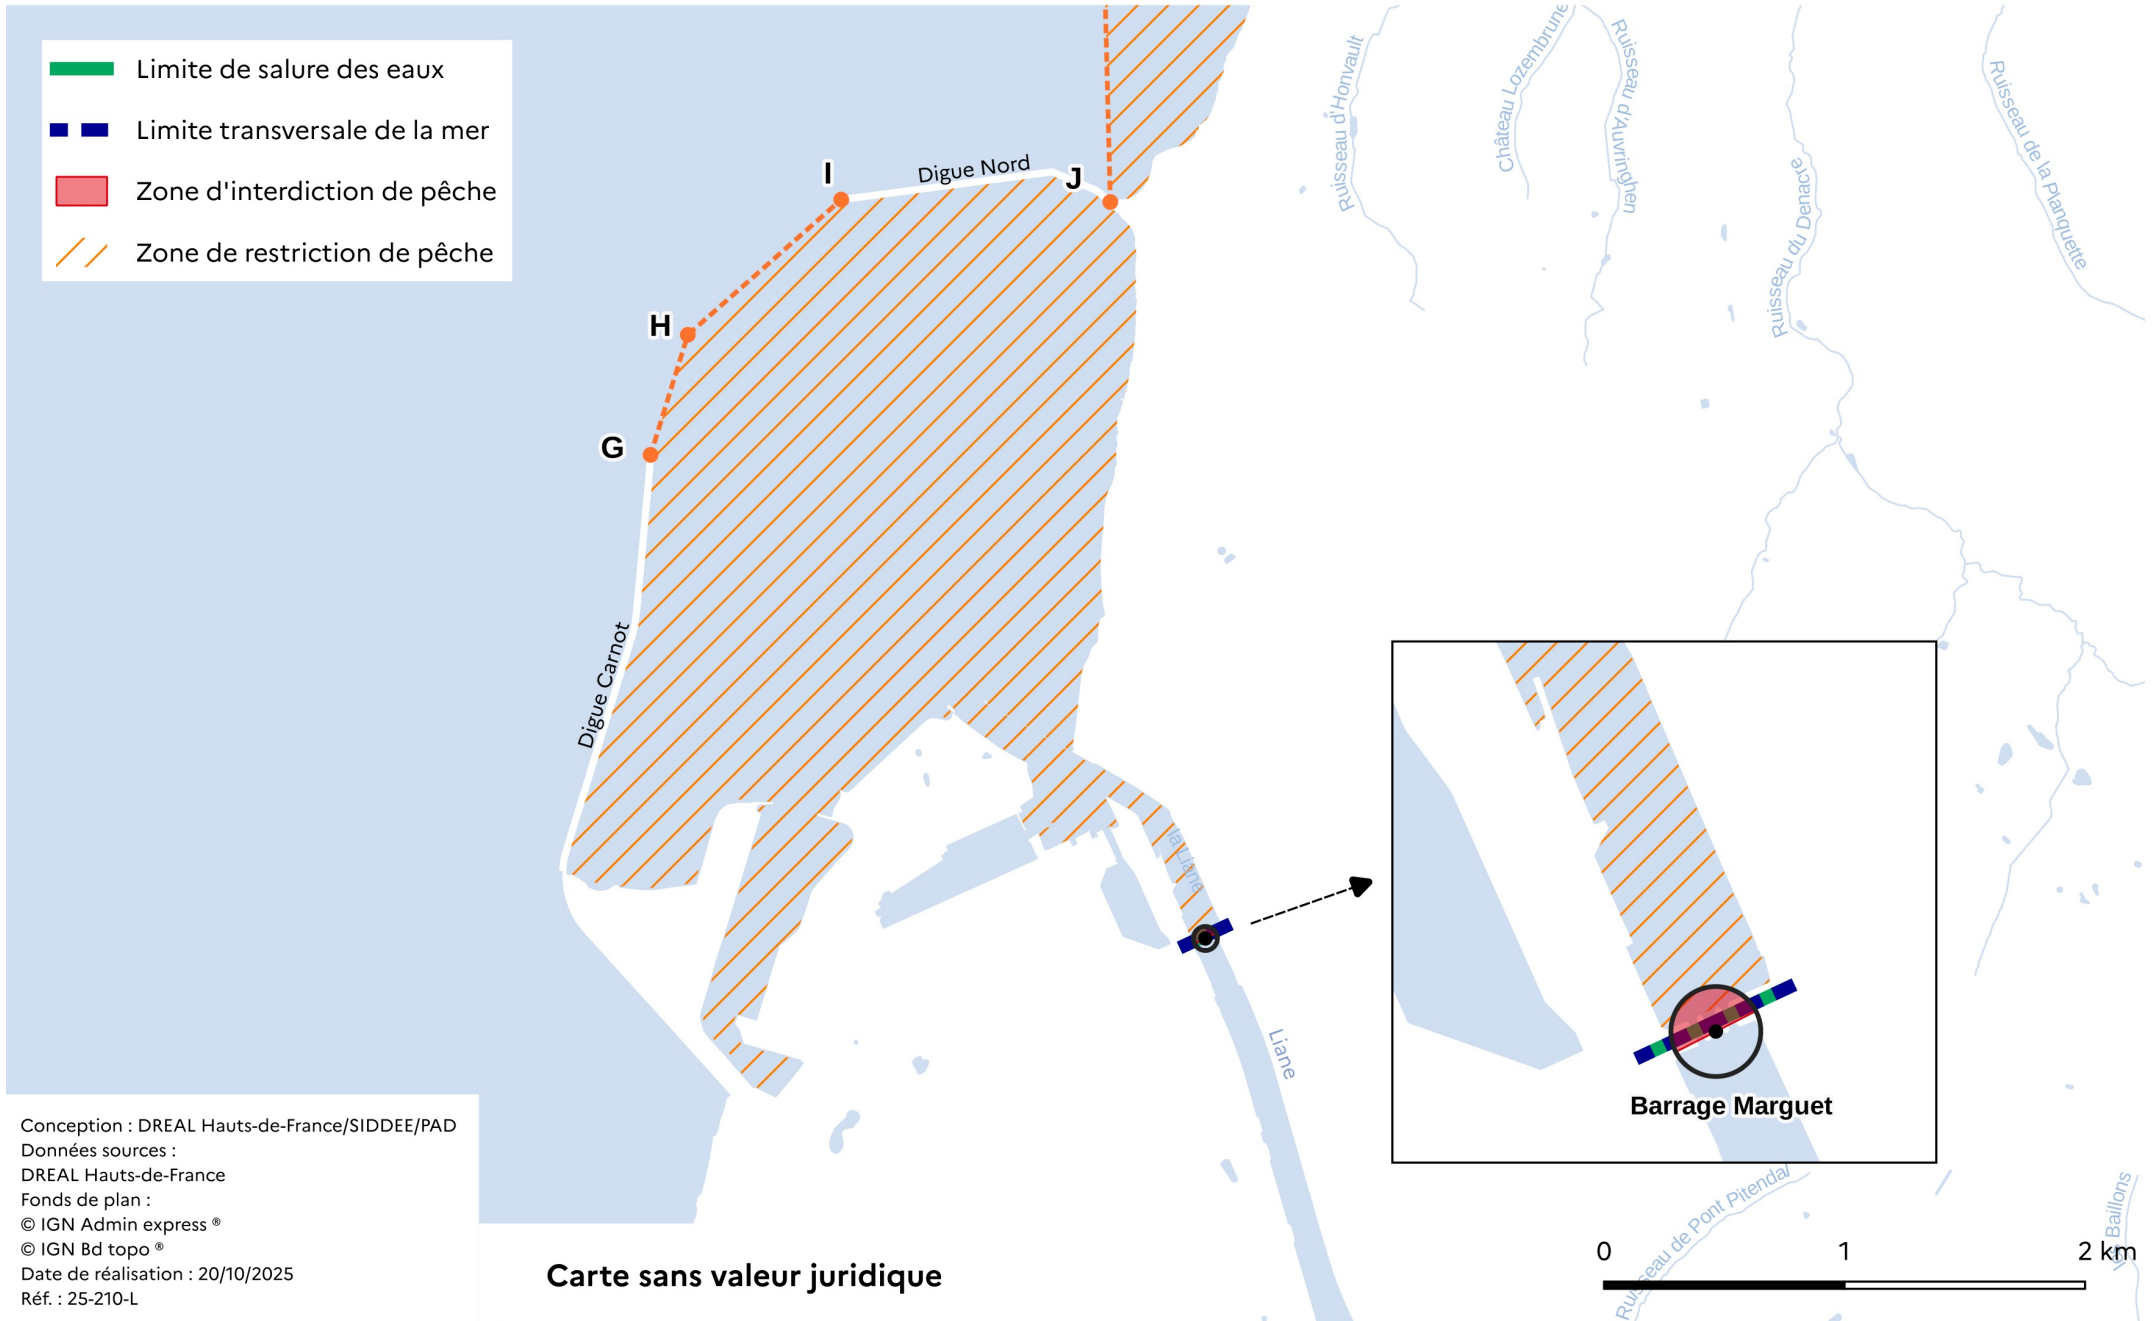 Limite de salure des eaux
Limite transversale de la mer
Zone d'interdiction de pêche
Zone de restriction de pêche
I
Digue Nord
J
H
G
Digue Carnot
Ruisseau d'Honvault
Château Lozembrune
Ruisseau d'Auvringhen
Ruisseau du Denacre
Ruisseau de la Planquette
la Liane
Liane
Barrage Marguet
Ruisseau de Pont Pitendal
les Baillons
0 1 2 km
Conception : DREAL Hauts-de-France/SIDDEE/PAD
Données sources :
DREAL Hauts-de-France
Fonds de plan :
© IGN Admin express ®
© IGN Bd topo ®
Date de réalisation : 20/10/2025
Réf. : 25-210-L
Carte sans valeur juridique